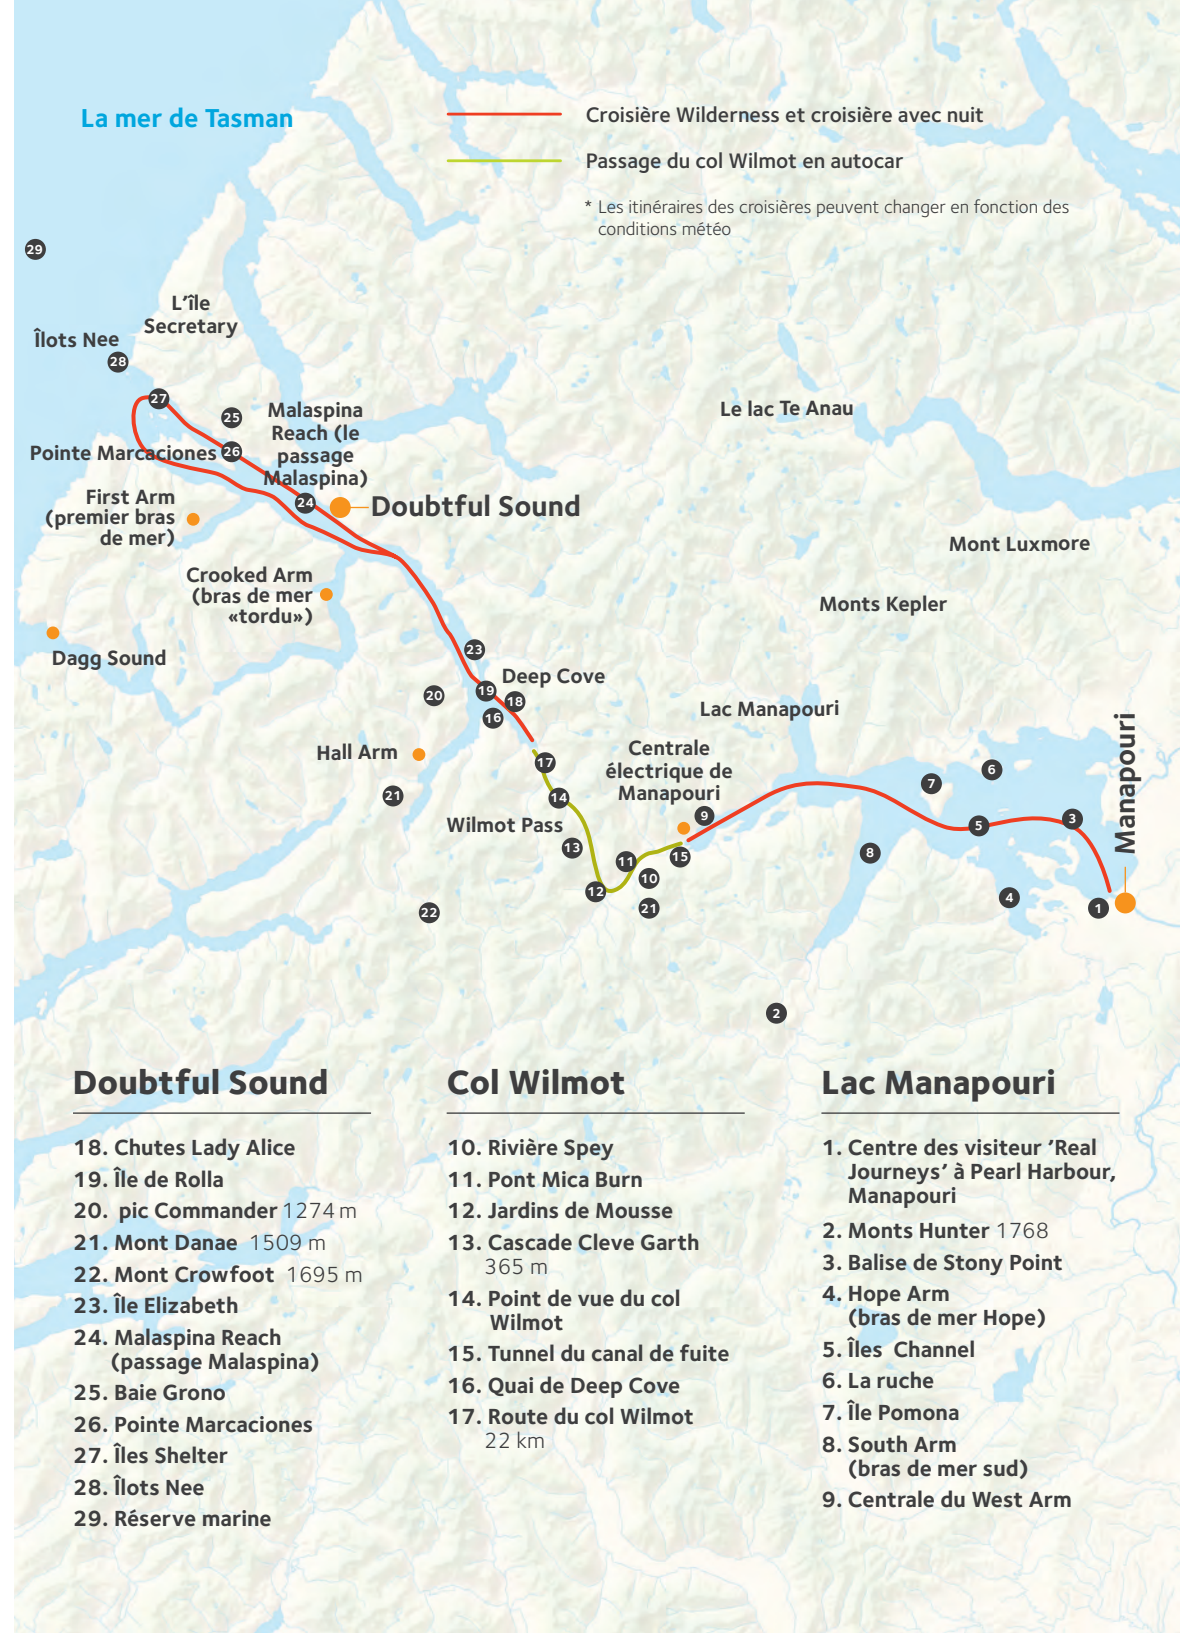 La mer de Tasman
Croisière Wilderness et croisière avec nuit
Passage du col Wilmot en autocar
* Les itinéraires des croisières peuvent changer en fonction des
conditions météo
29
L'île
Secretary
Îlots Nee
28
27
25
Malaspina
Reach (le
passage
Malaspina)
Pointe Marcaciones
26
24
Doubtful Sound
First Arm
(premier bras
de mer)
Crooked Arm
(bras de mer
«tordu»)
Dagg Sound
Le lac Te Anau
Mont Luxmore
Monts Kepler
23
Deep Cove
20
19
18
16
Lac Manapouri
Hall Arm
17
Centrale
électrique de
Manapouri
Manapouri
6
7
21
14
9
3
5
Wilmot Pass
13
11
15
8
10
12
21
4
1
22
2
Doubtful Sound
18. Chutes Lady Alice
19. Île de Rolla
20. pic Commander 1274 m
21. Mont Danae 1509 m
22. Mont Crowfoot 1695 m
23. Île Elizabeth
24. Malaspina Reach
(passage Malaspina)
25. Baie Grono
26. Pointe Marcaciones
27. Îles Shelter
28. Îlots Nee
29. Réserve marine
Col Wilmot
10. Rivière Spey
11. Pont Mica Burn
12. Jardins de Mousse
13. Cascade Cleve Garth
365 m
14. Point de vue du col
Wilmot
15. Tunnel du canal de fuite
16. Quai de Deep Cove
17. Route du col Wilmot
22 km
Lac Manapouri
1. Centre des visiteur 'Real
Journeys' à Pearl Harbour,
Manapouri
2. Monts Hunter 1768
3. Balise de Stony Point
4. Hope Arm
(bras de mer Hope)
5. Îles Channel
6. La ruche
7. Île Pomona
8. South Arm
(bras de mer sud)
9. Centrale du West Arm